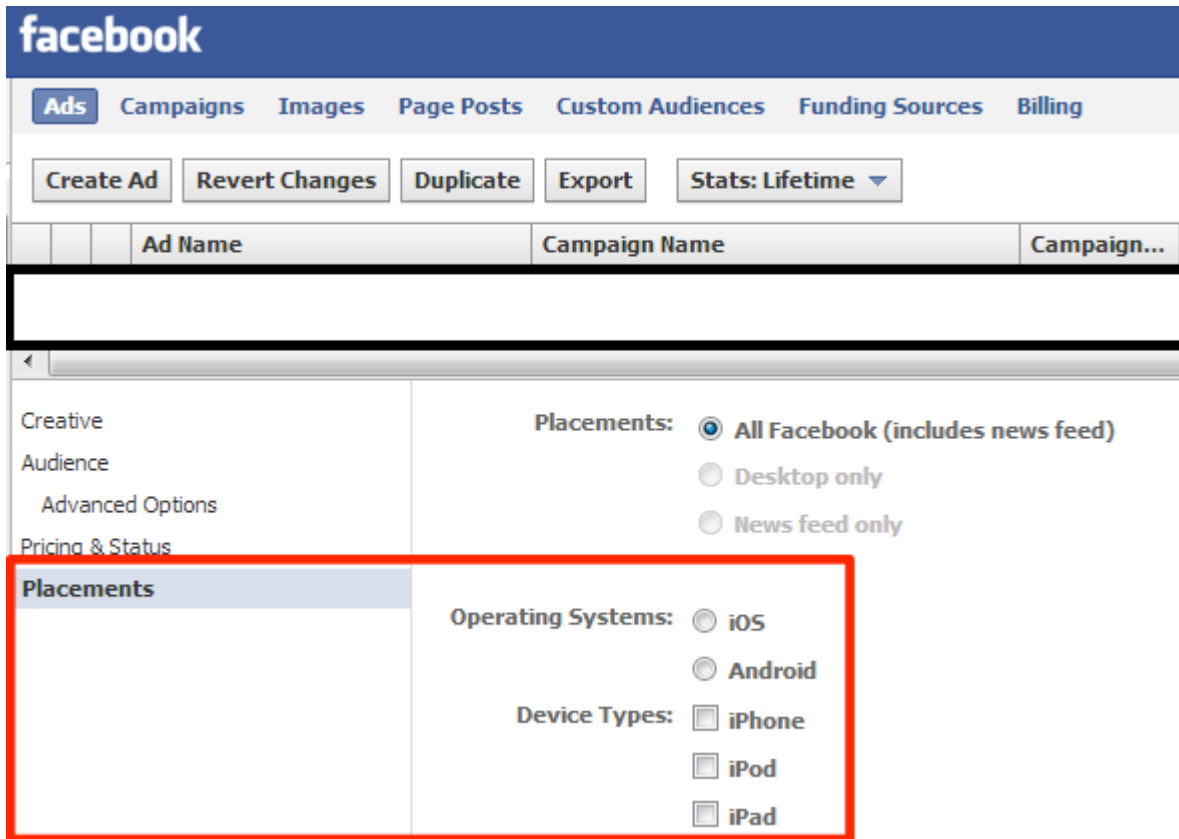 facebook
Ads Campaigns Images Page Posts Custom Audiences Funding Sources Billing
Create Ad Revert Changes Duplicate Export Stats: Lifetime
Ad Name Campaign Name Campaign...
Creative
Audience
Advanced Options
Pricing & Status
Placements
Placements: All Facebook (includes news feed)
Desktop only
News feed only
Operating Systems: iOS
Android
Device Types: iPhone
iPod
iPad